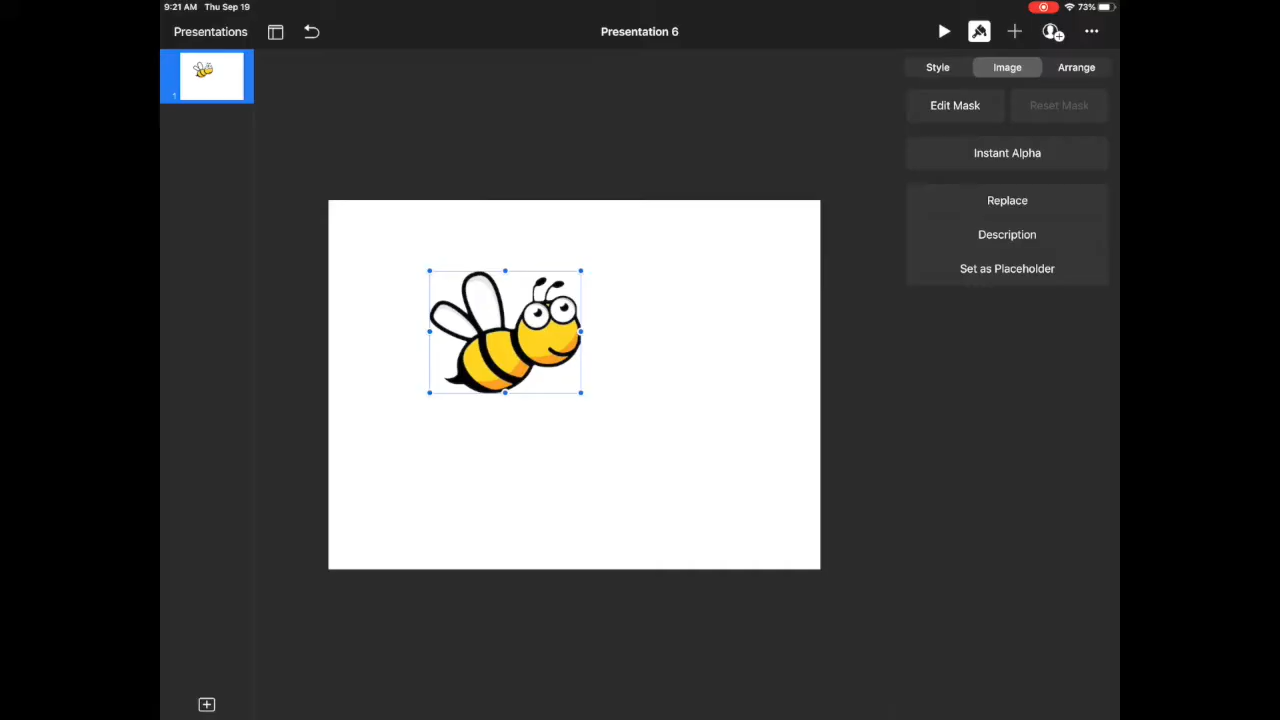 9:21 AM Thu Sep 19
73%
Presentations
Presentation 6
Style Image Arrange
Edit Mask Reset Mask
Instant Alpha
Replace
Description
Set as Placeholder
1